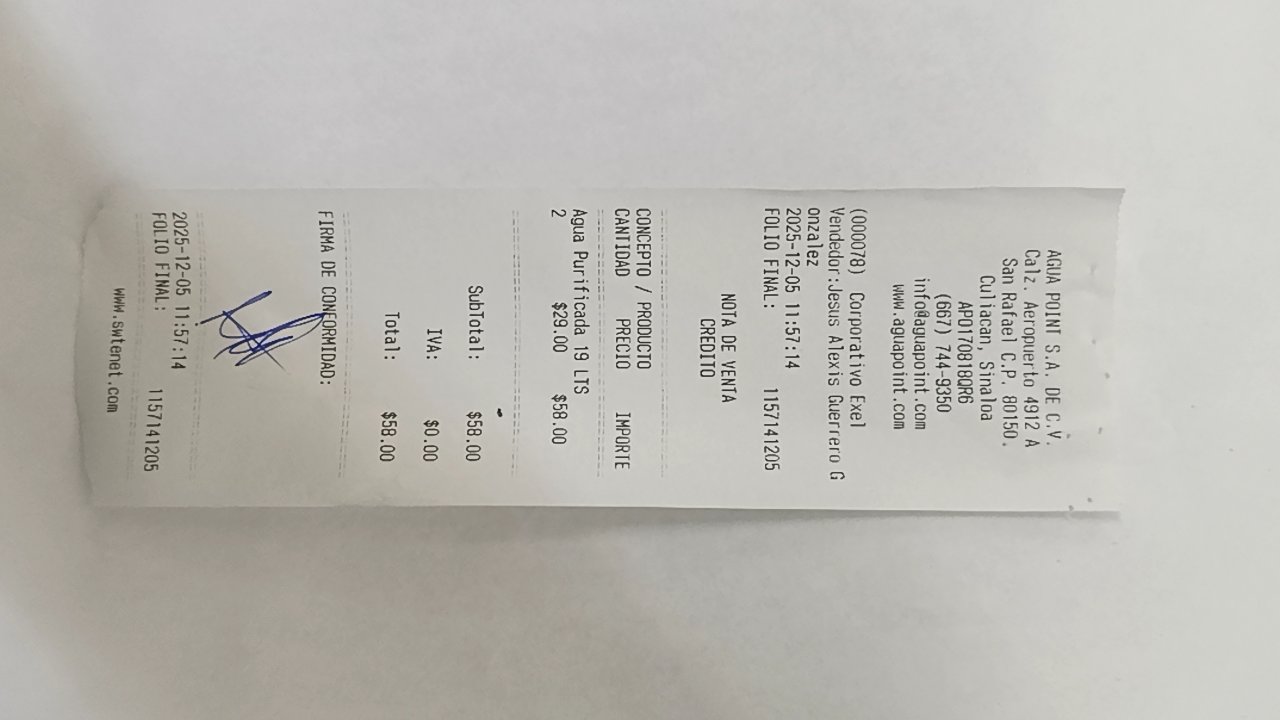 AGUA POINT S.A. DE C.V.
Calz. Aeropuerto 4912 A
San Rafael C.P. 80150.
Culiacan, Sinaloa
APO170818QR6
(667) 744-9350
info@aguapoint.com
www.aguapoint.com
(000078) Corporativo Exel
Vendedor:Jesus Alexis Guerrero G
onzalez
2025-12-05 11:57:14
FOLIO FINAL: 1157141205
NOTA DE VENTA
CREDITO
CONCEPTO / PRODUCTO
CANTIDAD PRECIO IMPORTE
Agua Purificada 19 LTS
2 $29.00 $58.00
SubTotal: $58.00
IVA: $0.00
Total: $58.00
FIRMA DE CONFORMIDAD:
2025-12-05 11:57:14
FOLIO FINAL: 1157141205
www.swtenet.com